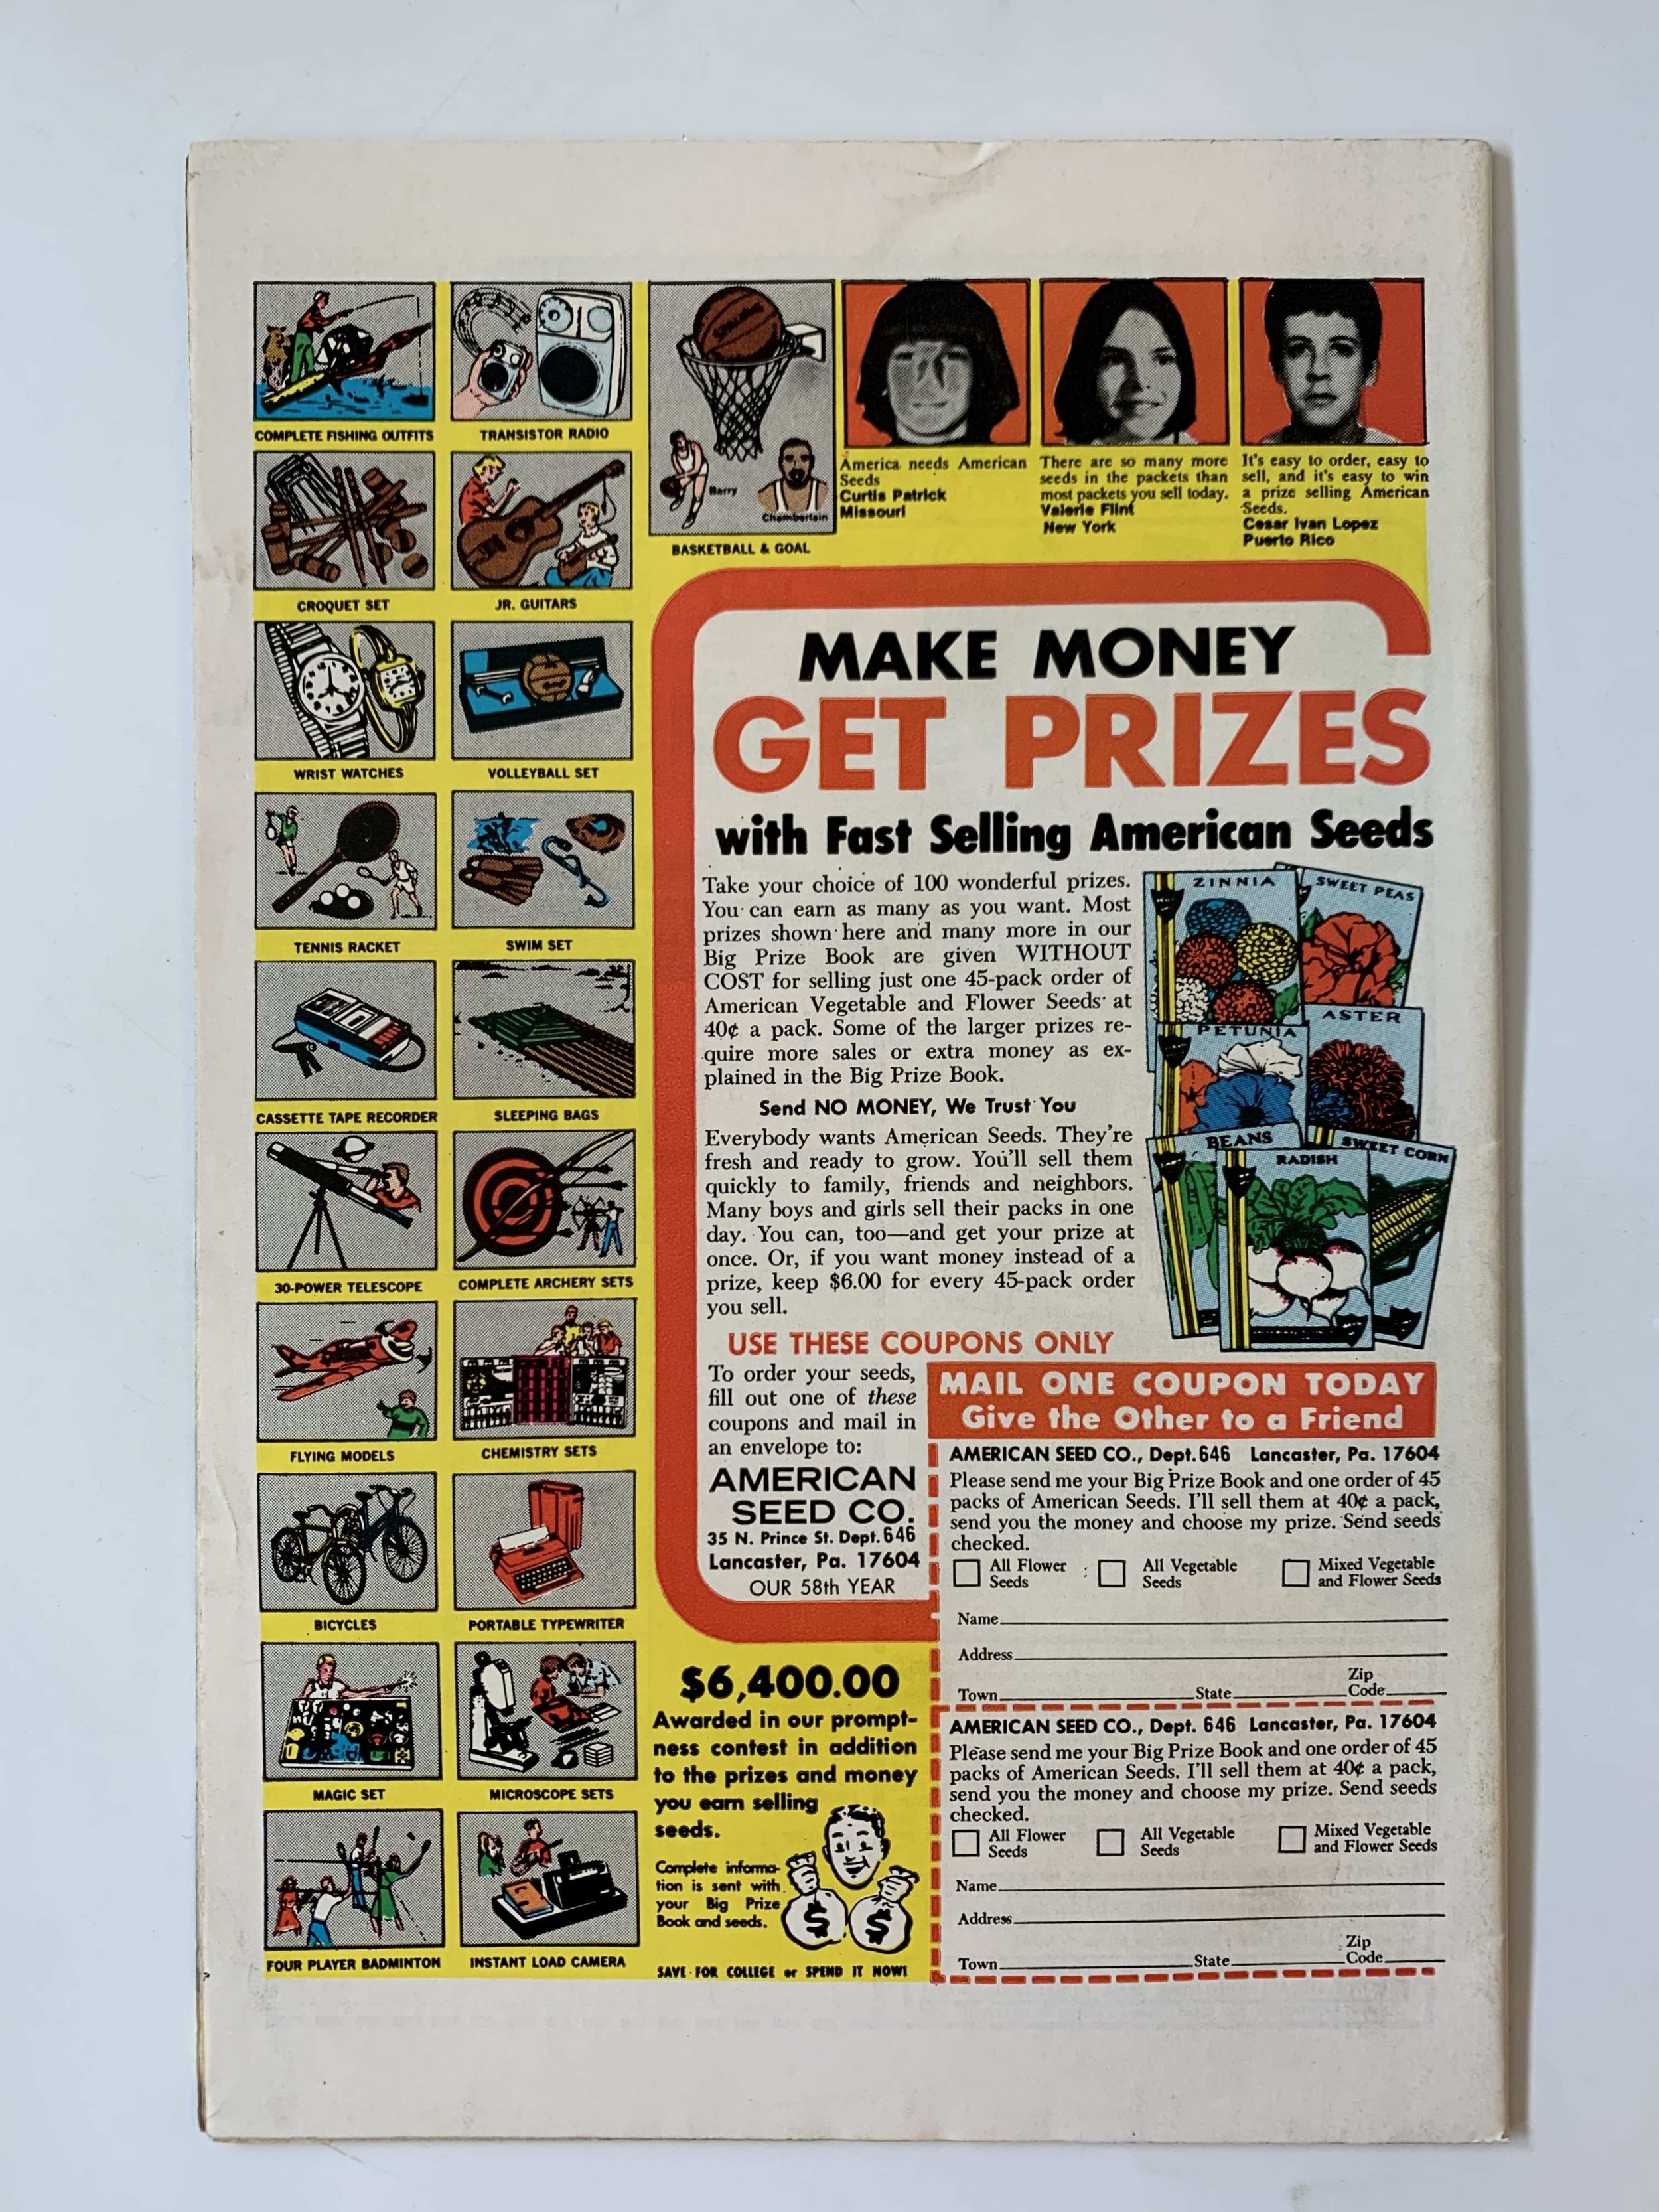 COMPLETE FISHING OUTFITS
TRANSISTOR RADIO
CROQUET SET
JR. GUITARS
WRIST WATCHES
VOLLEYBALL SET
TENNIS RACKET
SWIM SET
CASSETTE TAPE RECORDER
SLEEPING BAGS
30-POWER TELESCOPE
COMPLETE ARCHERY SETS
FLYING MODELS
CHEMISTRY SETS
BICYCLES
PORTABLE TYPEWRITER
MAGIC SET
MICROSCOPE SETS
FOUR PLAYER BADMINTON
INSTANT LOAD CAMERA
Barry
Chamberlain
BASKETBALL & GOAL
America needs American
Seeds
Curtis Patrick
Missouri
There are so many more
seeds in the packets than
most packets you sell today.
Valerie Flint
New York
It's easy to order, easy to
sell, and it's easy to win
a prize selling American
Seeds.
Cesar Ivan Lopez
Puerto Rico
MAKE MONEY
GET PRIZES
with Fast Selling American Seeds
Take your choice of 100 wonderful prizes.
You can earn as many as you want. Most
prizes shown here and many more in our
Big Prize Book are given WITHOUT
COST for selling just one 45-pack order of
American Vegetable and Flower Seeds at
40¢ a pack. Some of the larger prizes re-
quire more sales or extra money as ex-
plained in the Big Prize Book.
Send NO MONEY, We Trust You
Everybody wants American Seeds. They're
fresh and ready to grow. You'll sell them
quickly to family, friends and neighbors.
Many boys and girls sell their packs in one
day. You can, too—and get your prize at
once. Or, if you want money instead of a
prize, keep $6.00 for every 45-pack order
you sell.
ZINNIA
SWEET PEAS
PETUNIA
ASTER
BEANS
RADISH
SWEET CORN
USE THESE COUPONS ONLY
To order your seeds,
fill out one of these
coupons and mail in
an envelope to:
AMERICAN
SEED CO.
35 N. Prince St. Dept. 646
Lancaster, Pa. 17604
OUR 58th YEAR
$6,400.00
Awarded in our prompt-
ness contest in addition
to the prizes and money
you earn selling
seeds.
Complete informa-
tion is sent with
your Big Prize
Book and seeds.
$ $
SAVE FOR COLLEGE or SPEND IT NOW!
MAIL ONE COUPON TODAY
Give the Other to a Friend
AMERICAN SEED CO., Dept. 646 Lancaster, Pa. 17604
Please send me your Big Prize Book and one order of 45
packs of American Seeds. I'll sell them at 40¢ a pack,
send you the money and choose my prize. Send seeds
checked.
All Flower Seeds All Vegetable Seeds Mixed Vegetable and Flower Seeds
Name
Address
Town State Zip Code
AMERICAN SEED CO., Dept. 646 Lancaster, Pa. 17604
Please send me your Big Prize Book and one order of 45
packs of American Seeds. I'll sell them at 40¢ a pack,
send you the money and choose my prize. Send seeds
checked.
All Flower Seeds All Vegetable Seeds Mixed Vegetable and Flower Seeds
Name
Address
Town State Zip Code